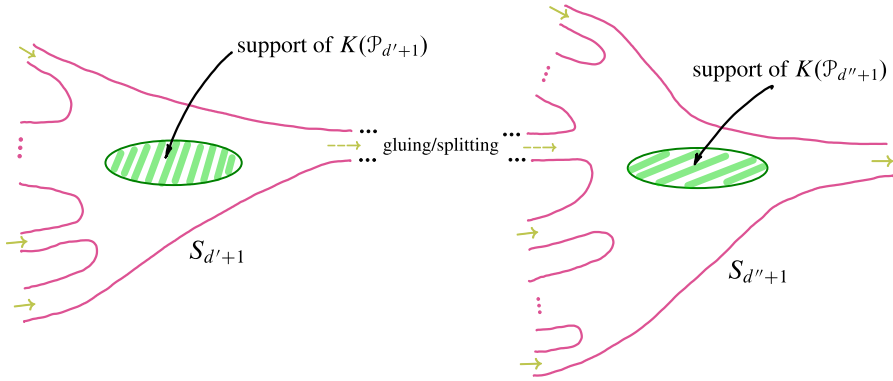 support of K(𝒫_{d′+1})
support of K(𝒫_{d″+1})
gluing/splitting
S_{d′+1}
S_{d″+1}